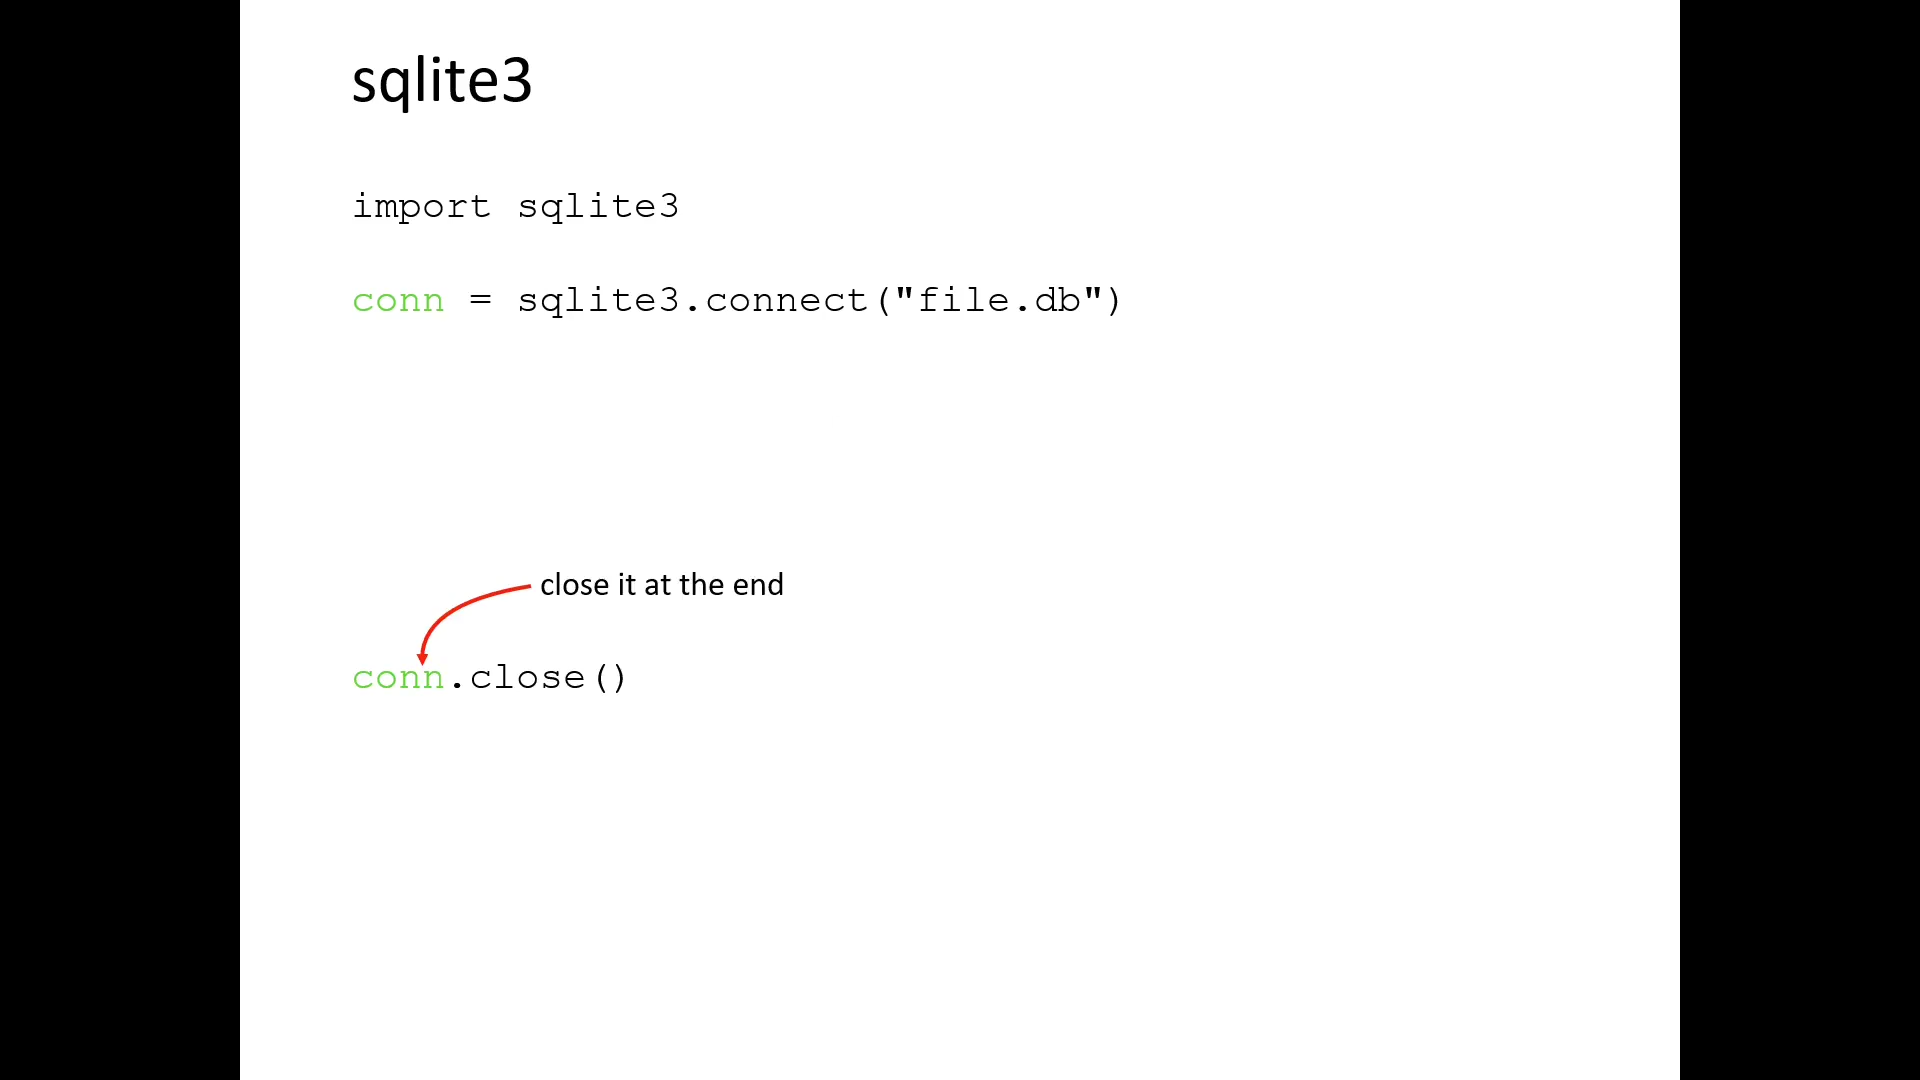 sqlite3
import sqlite3
conn = sqlite3.connect("file.db")
close it at the end
conn.close()